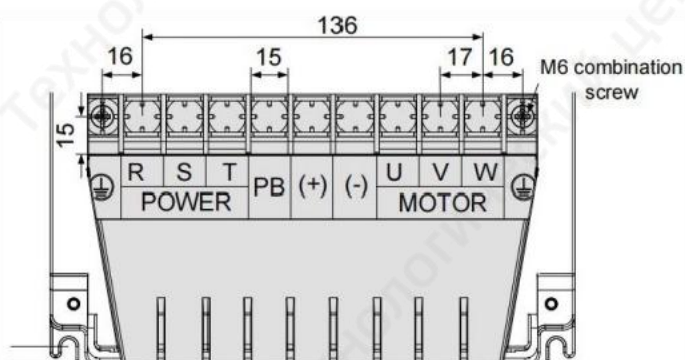 136
16
15
17
16
M6 combination
screw
15
R S T PB (+) (-) U V W
POWER MOTOR